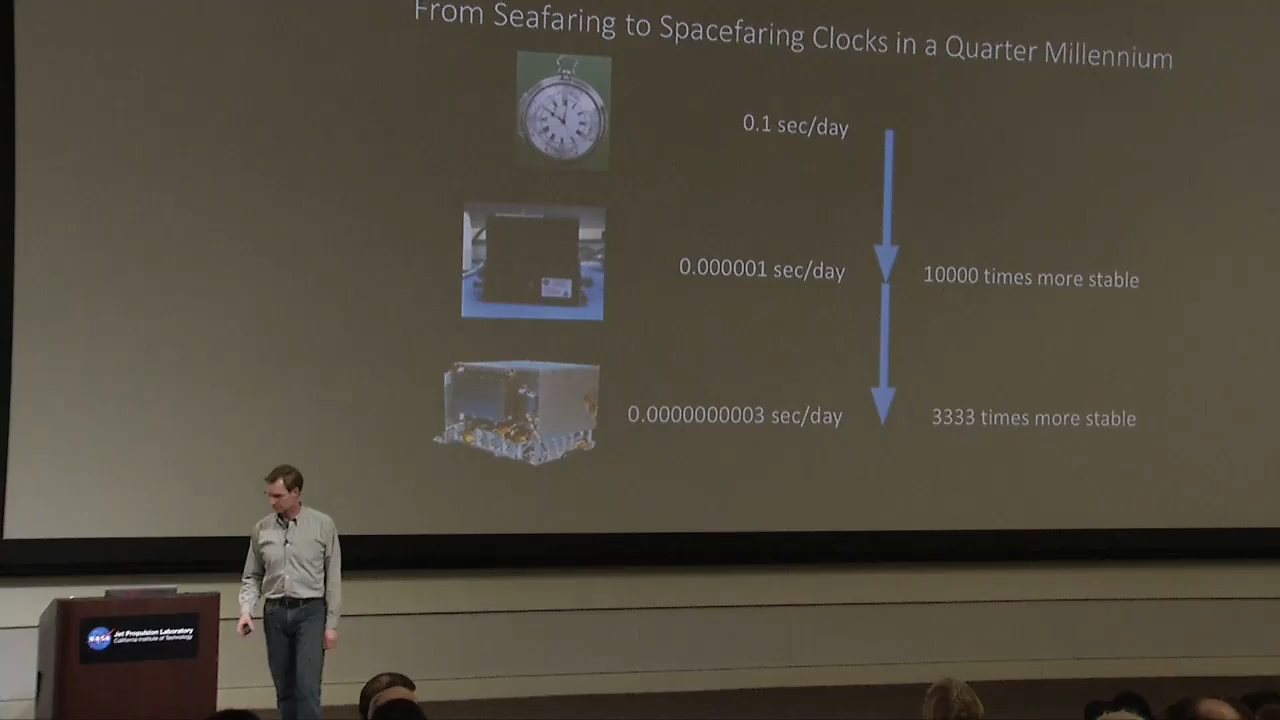 From Seafaring to Spacefaring Clocks in a Quarter Millennium
0.1 sec/day
0.000001 sec/day
10000 times more stable
0.0000000003 sec/day
3333 times more stable
NASA
Jet Propulsion Laboratory
California Institute of Technology